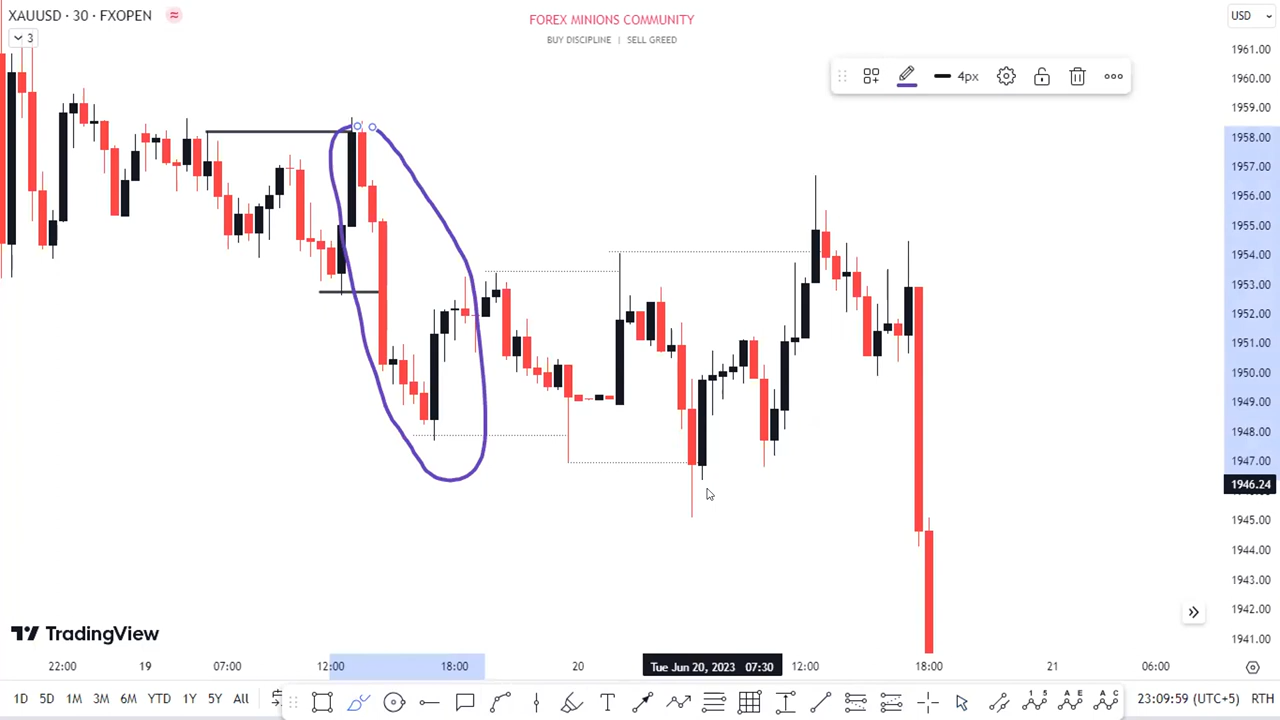 XAUUSD · 30 · FXOPEN
3
FOREX MINIONS COMMUNITY
BUY DISCIPLINE | SELL GREED
USD
4px
1961.00
1960.00
1959.00
1958.00
1957.00
1956.00
1955.00
1954.00
1953.00
1952.00
1951.00
1950.00
1949.00
1948.00
1947.00
1946.24
1945.00
1944.00
1943.00
1942.00
1941.00
TradingView
22:00 19 07:00 12:00 18:00 20 Tue Jun 20, 2023 07:30 12:00 18:00 21 06:00
1D 5D 1M 3M 6M YTD 1Y 5Y All 23:09:59 (UTC+5) RTH